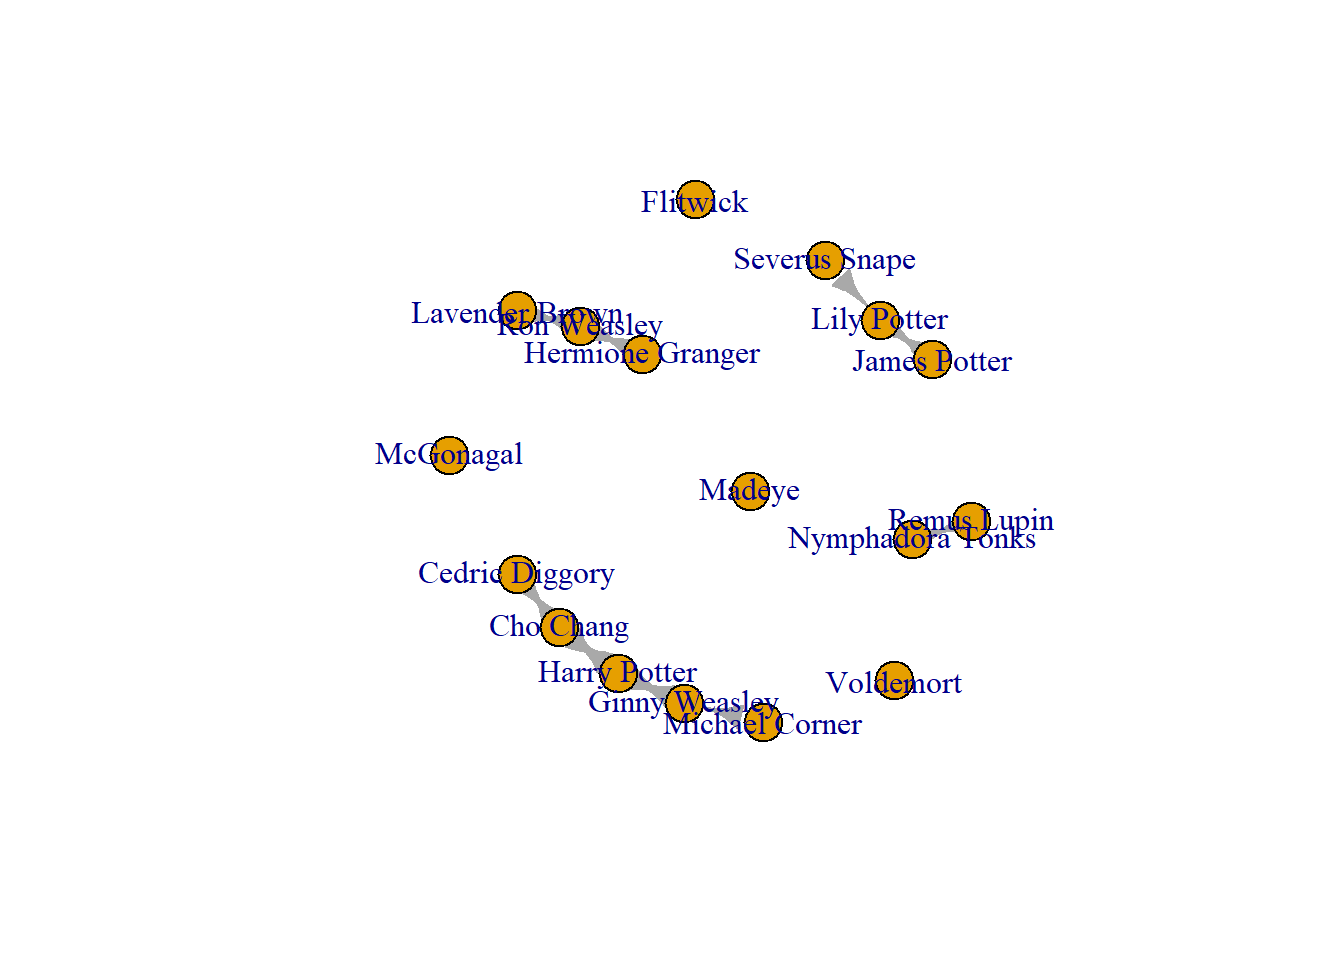 Flitwick
Severus Snape
Lavender Brown
Ron Weasley
Lily Potter
Hermione Granger
James Potter
McGonagal
Madeye
Remus Lupin
Nymphadora Tonks
Cedric Diggory
Cho Chang
Harry Potter
Voldemort
Ginny Weasley
Michael Corner